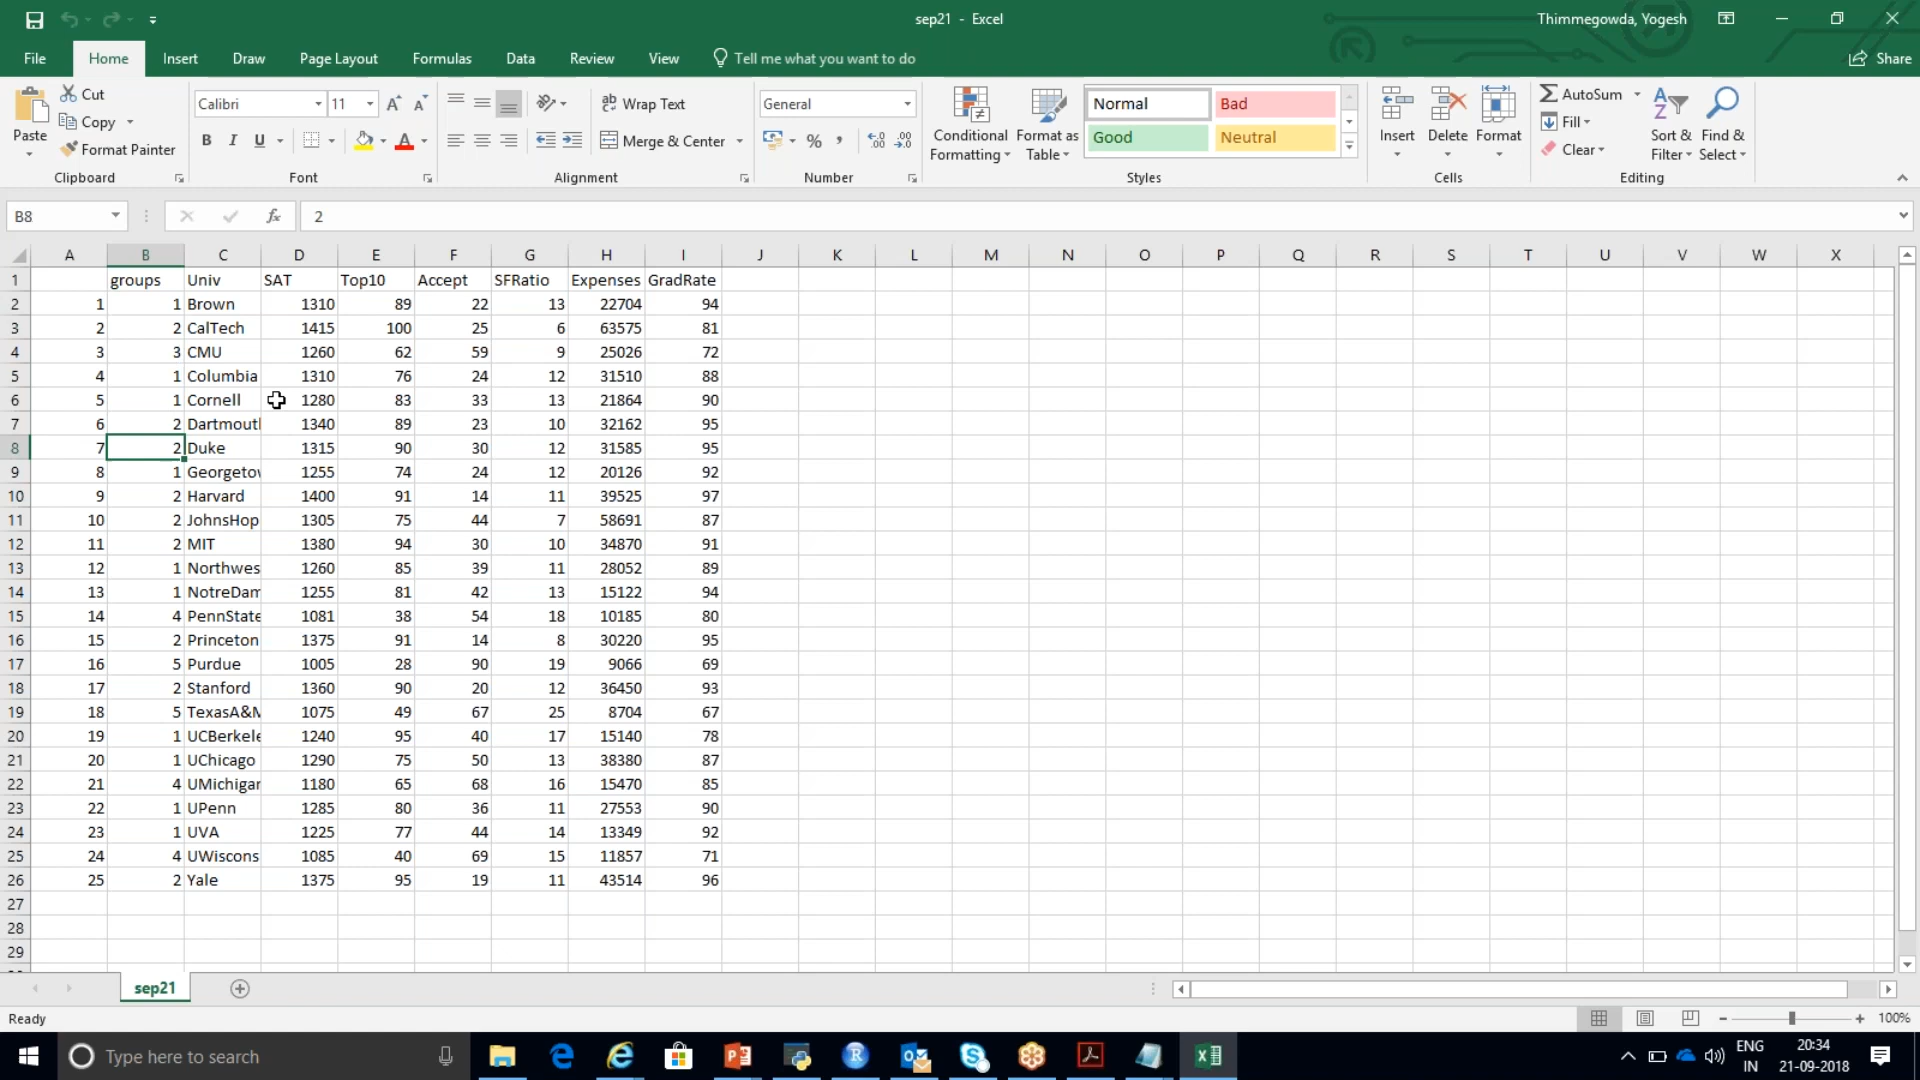 sep21 - Excel
Thimmegowda, Yogesh
File Home Insert Draw Page Layout Formulas Data Review View Tell me what you want to do Share
Cut
Copy
Format Painter
Paste
Clipboard
Calibri 11
B I U
Font
Wrap Text
Merge & Center
Alignment
General
%
Number
Conditional Formatting
Format as Table
Normal Bad
Good Neutral
Styles
Insert Delete Format
Cells
AutoSum
Fill
Clear
Sort & Filter
Find & Select
Editing
B8 fx 2
A B C D E F G H I J K L M N O P Q R S T U V W X
1 groups Univ SAT Top10 Accept SFRatio Expenses GradRate
2 1 1 Brown 1310 89 22 13 22704 94
3 2 2 CalTech 1415 100 25 6 63575 81
4 3 3 CMU 1260 62 59 9 25026 72
5 4 1 Columbia 1310 76 24 12 31510 88
6 5 1 Cornell 1280 83 33 13 21864 90
7 6 2 Dartmout 1340 89 23 10 32162 95
8 7 2 Duke 1315 90 30 12 31585 95
9 8 1 Georgeto 1255 74 24 12 20126 92
10 9 2 Harvard 1400 91 14 11 39525 97
11 10 2 JohnsHop 1305 75 44 7 58691 87
12 11 2 MIT 1380 94 30 10 34870 91
13 12 1 Northwes 1260 85 39 11 28052 89
14 13 1 NotreDam 1255 81 42 13 15122 94
15 14 4 PennState 1081 38 54 18 10185 80
16 15 2 Princeton 1375 91 14 8 30220 95
17 16 5 Purdue 1005 28 90 19 9066 69
18 17 2 Stanford 1360 90 20 12 36450 93
19 18 5 TexasA&M 1075 49 67 25 8704 67
20 19 1 UCBerkele 1240 95 40 17 15140 78
21 20 1 UChicago 1290 75 50 13 38380 87
22 21 4 UMichigan 1180 65 68 16 15470 85
23 22 1 UPenn 1285 80 36 11 27553 90
24 23 1 UVA 1225 77 44 14 13349 92
25 24 4 UWiscons 1085 40 69 15 11857 71
26 25 2 Yale 1375 95 19 11 43514 96
27
28
29
sep21
Ready 100%
Type here to search
ENG
IN
20:34
21-09-2018